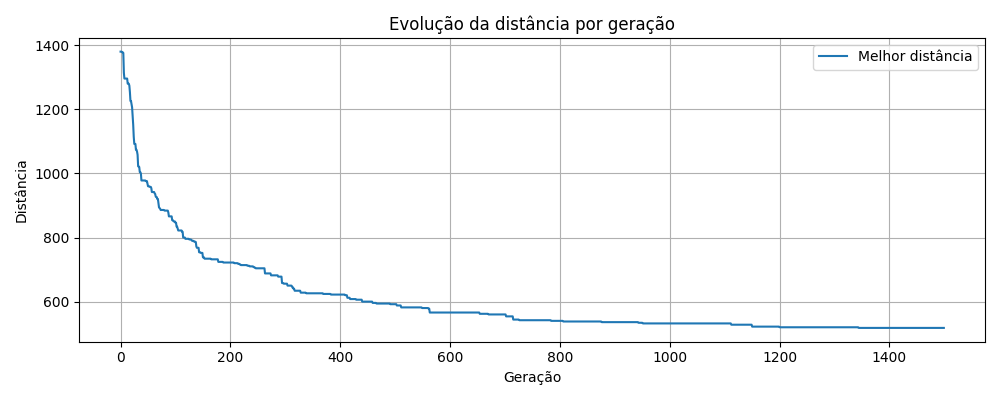 Evolução da distância por geração
Melhor distância
Distância
1400
1200
1000
800
600
0 200 400 600 800 1000 1200 1400
Geração